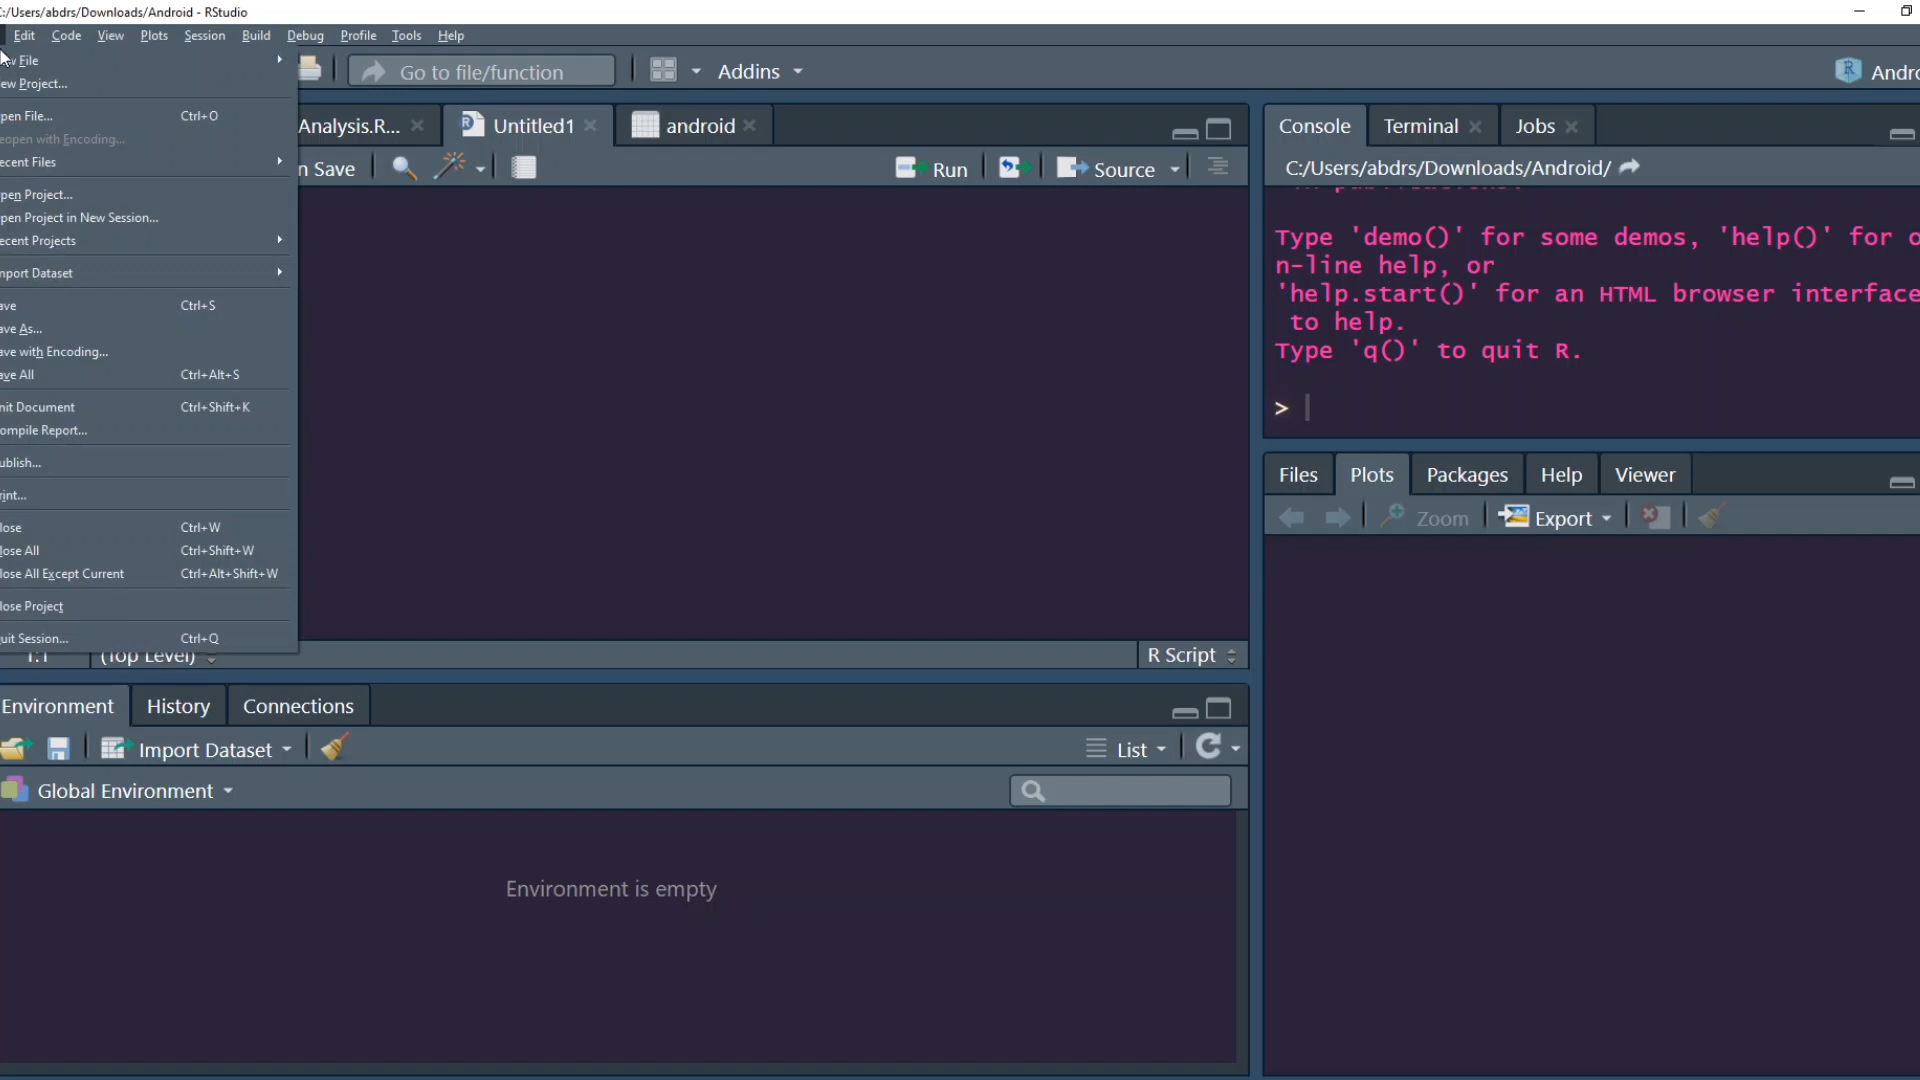 C:/Users/abdrs/Downloads/Android - RStudio
Edit Code View Plots Session Build Debug Profile Tools Help
w File
ew Project...
pen File... Ctrl+O
eopen with Encoding...
ecent Files
pen Project...
pen Project in New Session...
ecent Projects
mport Dataset
ave Ctrl+S
ave As...
ave with Encoding...
ave All Ctrl+Alt+S
nit Document Ctrl+Shift+K
ompile Report...
ublish...
rint...
lose Ctrl+W
lose All Ctrl+Shift+W
lose All Except Current Ctrl+Alt+Shift+W
lose Project
uit Session... Ctrl+Q
Go to file/function Addins
Andro
Analysis.R... Untitled1 android
n Save Run Source
1:1 (Top Level) R Script
Environment History Connections
Import Dataset List
Global Environment
Environment is empty
Console Terminal Jobs
C:/Users/abdrs/Downloads/Android/
Type 'demo()' for some demos, 'help()' for o
n-line help, or
'help.start()' for an HTML browser interface
to help.
Type 'q()' to quit R.
>
Files Plots Packages Help Viewer
Zoom Export